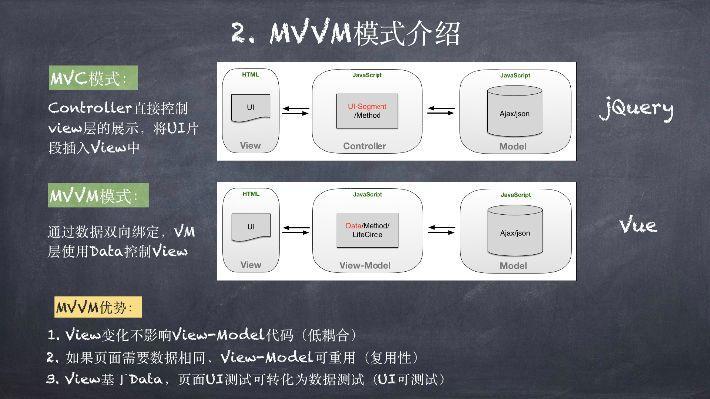 2. MVVM模式介绍
MVC模式：
Controller直接控制
view层的展示，将UI片
段插入View中
HTML
JavaScript
JavaScript
UI
UI-Segment
/Method
Ajax/json
View
Controller
Model
jQuery
MVVM模式：
通过数据双向绑定，VM
层使用Data控制View
HTML
JavaScript
JavaScript
UI
Data/Method/
LifeCirce
Ajax/json
View
View-Model
Model
Vue
MVVM优势：
1. View变化不影响View-Model代码（低耦合）
2. 如果页面需要数据相同，View-Model可重用（复用性）
3. View基于Data，页面UI测试可转化为数据测试（UI可测试）